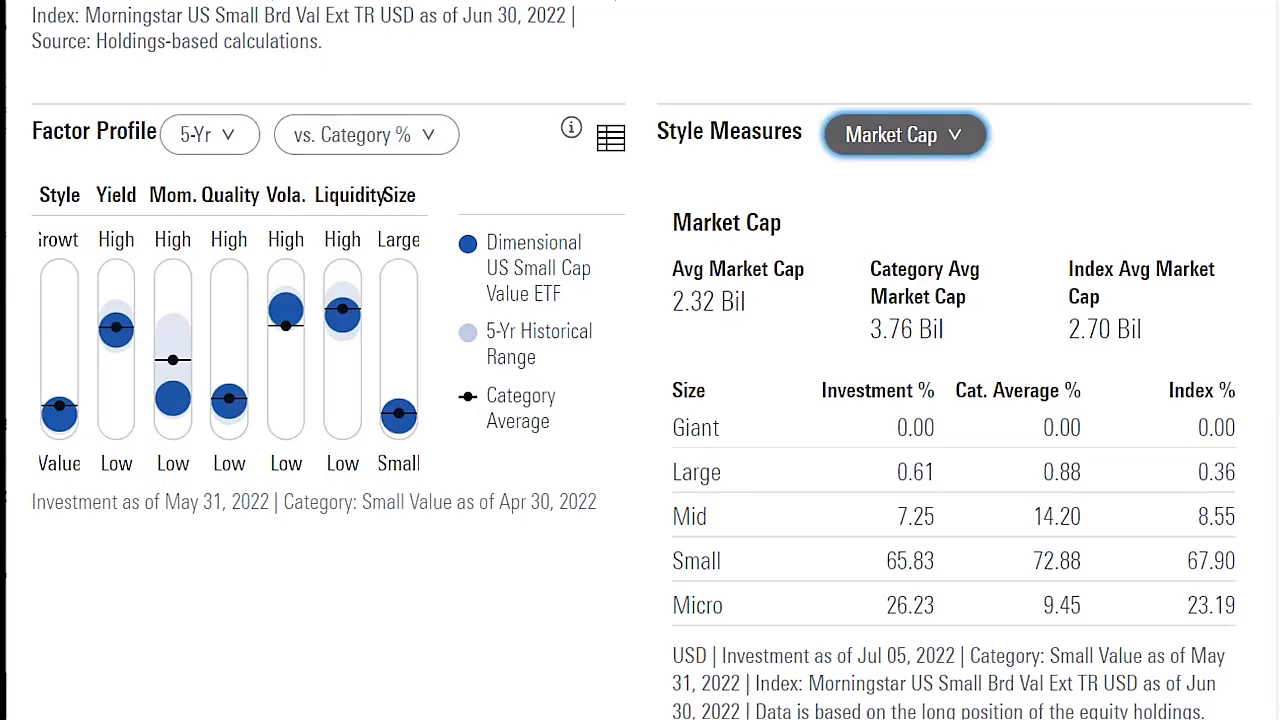 Index: Morningstar US Small Brd Val Ext TR USD as of Jun 30, 2022 |
Source: Holdings-based calculations.
Factor Profile 5-Yr vs. Category %
Style Yield Mom. Quality Vola. Liquidity Size
High High High High High Large
Value Low Low Low Low Low Small
Dimensional
US Small Cap
Value ETF
5-Yr Historical
Range
Category
Average
Investment as of May 31, 2022 | Category: Small Value as of Apr 30, 2022
Style Measures Market Cap
Market Cap
Avg Market Cap
2.32 Bil
Category Avg
Market Cap
3.76 Bil
Index Avg Market
Cap
2.70 Bil
Size Investment % Cat. Average % Index %
Giant 0.00 0.00 0.00
Large 0.61 0.88 0.36
Mid 7.25 14.20 8.55
Small 65.83 72.88 67.90
Micro 26.23 9.45 23.19
USD | Investment as of Jul 05, 2022 | Category: Small Value as of May
31, 2022 | Index: Morningstar US Small Brd Val Ext TR USD as of Jun
30, 2022 | Data is based on the long position of the equity holdings.